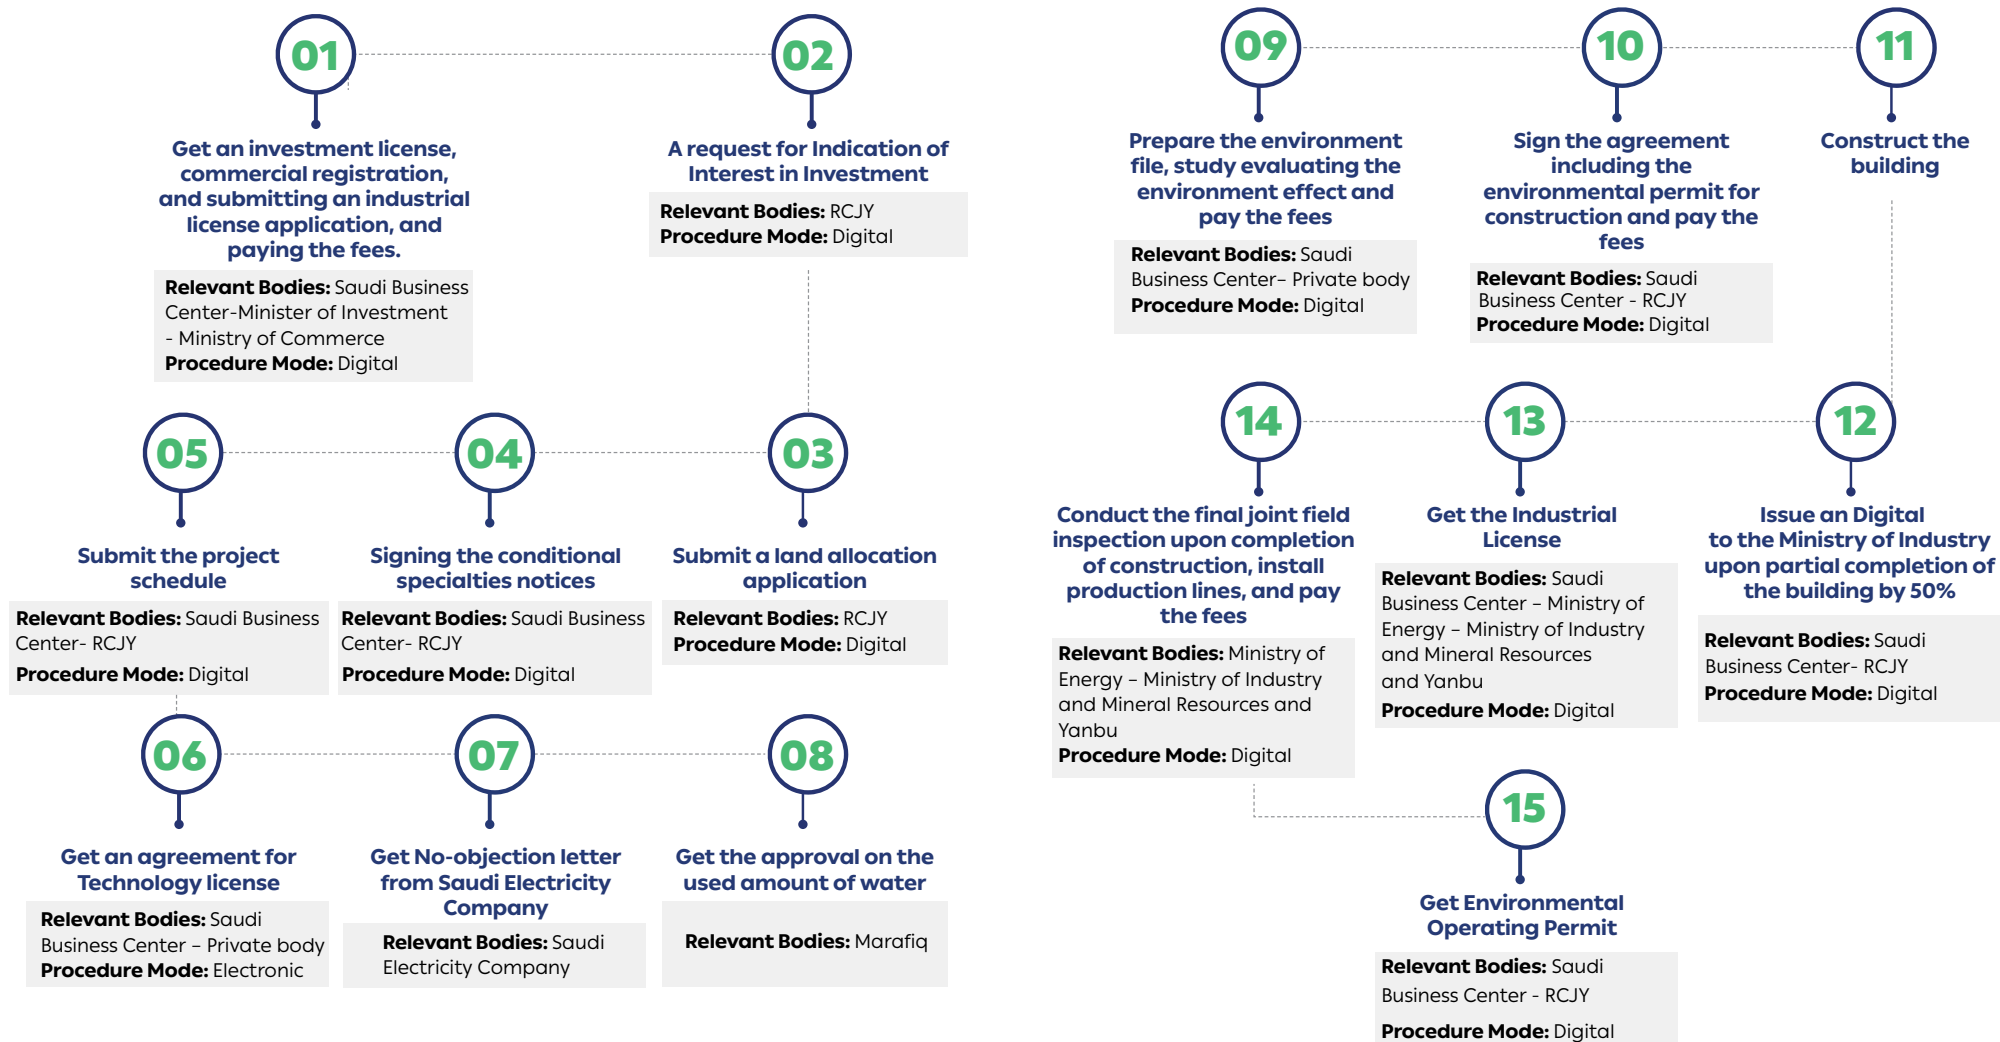 01
Get an investment license,
commercial registration,
and submitting an industrial
license application, and
paying the fees.
Relevant Bodies: Saudi Business
Center-Minister of Investment
- Ministry of Commerce
Procedure Mode: Digital
02
A request for Indication of
Interest in Investment
Relevant Bodies: RCJY
Procedure Mode: Digital
03
Submit a land allocation
application
Relevant Bodies: RCJY
Procedure Mode: Digital
04
Signing the conditional
specialties notices
Relevant Bodies: Saudi Business
Center- RCJY
Procedure Mode: Digital
05
Submit the project
schedule
Relevant Bodies: Saudi Business
Center- RCJY
Procedure Mode: Digital
06
Get an agreement for
Technology license
Relevant Bodies: Saudi
Business Center – Private body
Procedure Mode: Electronic
07
Get No-objection letter
from Saudi Electricity
Company
Relevant Bodies: Saudi
Electricity Company
08
Get the approval on the
used amount of water
Relevant Bodies: Marafiq
09
Prepare the environment
file, study evaluating the
environment effect and
pay the fees
Relevant Bodies: Saudi
Business Center– Private body
Procedure Mode: Digital
10
Sign the agreement
including the
environmental permit for
construction and pay the
fees
Relevant Bodies: Saudi
Business Center - RCJY
Procedure Mode: Digital
11
Construct the
building
12
Issue an Digital
to the Ministry of Industry
upon partial completion of
the building by 50%
Relevant Bodies: Saudi
Business Center- RCJY
Procedure Mode: Digital
13
Get the Industrial
License
Relevant Bodies: Saudi
Business Center – Ministry of
Energy – Ministry of Industry
and Mineral Resources
and Yanbu
Procedure Mode: Digital
14
Conduct the final joint field
inspection upon completion
of construction, install
production lines, and pay
the fees
Relevant Bodies: Ministry of
Energy – Ministry of Industry
and Mineral Resources and
Yanbu
Procedure Mode: Digital
15
Get Environmental
Operating Permit
Relevant Bodies: Saudi
Business Center - RCJY
Procedure Mode: Digital